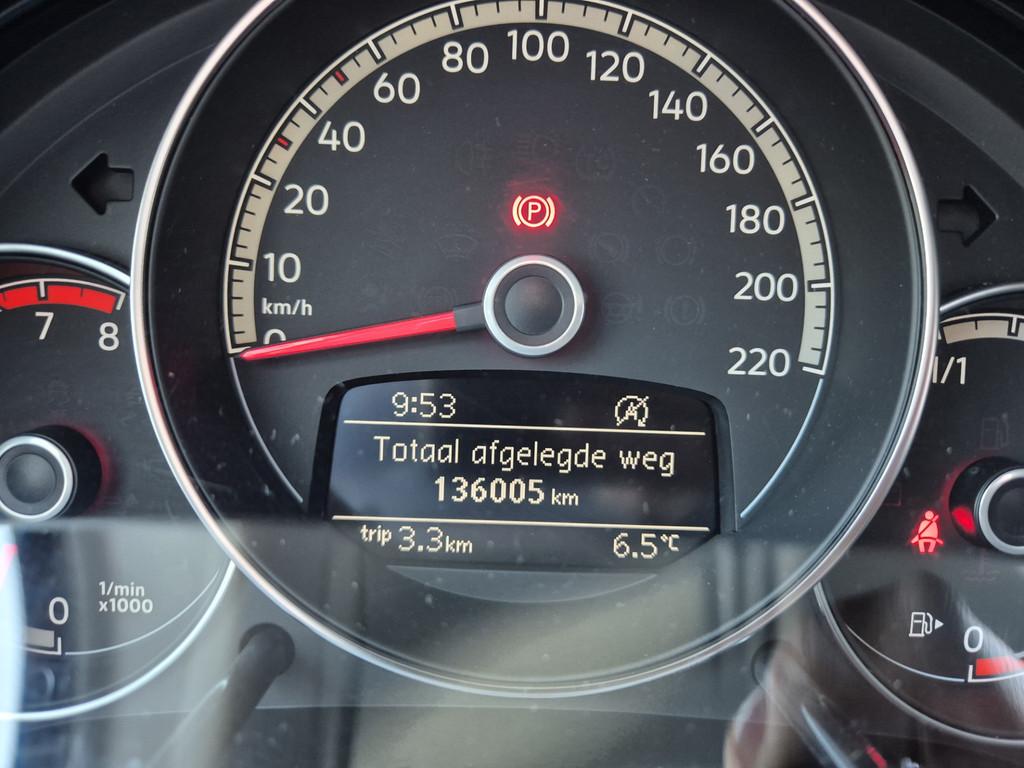 80 100 120
60 140
40 160
20 180
10 200
km/h
0 220
P
7 8
1/1
9:53 A
Totaal afgelegde weg
136005 km
trip 3.3km 6.5°C
1/min
x1000
0
0